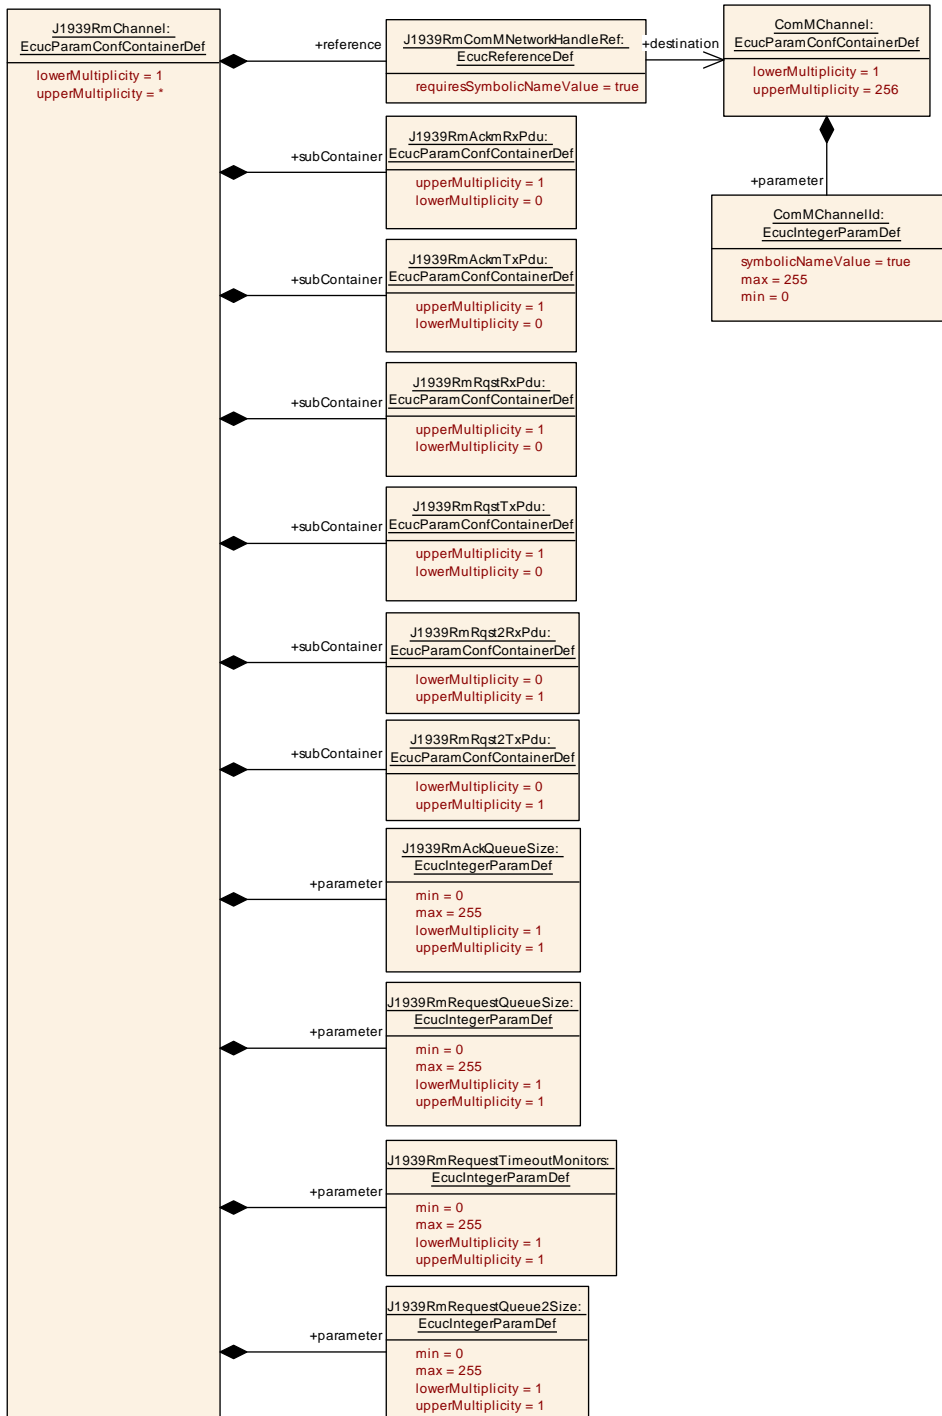 J1939RmChannel:
EcucParamConfContainerDef
lowerMultiplicity = 1
upperMultiplicity = *
+reference
J1939RmComMNetworkHandleRef:
EcucReferenceDef
requiresSymbolicNameValue = true
+destination
ComMChannel:
EcucParamConfContainerDef
lowerMultiplicity = 1
upperMultiplicity = 256
+parameter
ComMChannelId:
EcucIntegerParamDef
symbolicNameValue = true
max = 255
min = 0
+subContainer
J1939RmAckmRxPdu:
EcucParamConfContainerDef
upperMultiplicity = 1
lowerMultiplicity = 0
+subContainer
J1939RmAckmTxPdu:
EcucParamConfContainerDef
upperMultiplicity = 1
lowerMultiplicity = 0
+subContainer
J1939RmRqstRxPdu:
EcucParamConfContainerDef
upperMultiplicity = 1
lowerMultiplicity = 0
+subContainer
J1939RmRqstTxPdu:
EcucParamConfContainerDef
upperMultiplicity = 1
lowerMultiplicity = 0
+subContainer
J1939RmRqst2RxPdu:
EcucParamConfContainerDef
lowerMultiplicity = 0
upperMultiplicity = 1
+subContainer
J1939RmRqst2TxPdu:
EcucParamConfContainerDef
lowerMultiplicity = 0
upperMultiplicity = 1
+parameter
J1939RmAckQueueSize:
EcucIntegerParamDef
min = 0
max = 255
lowerMultiplicity = 1
upperMultiplicity = 1
+parameter
J1939RmRequestQueueSize:
EcucIntegerParamDef
min = 0
max = 255
lowerMultiplicity = 1
upperMultiplicity = 1
+parameter
J1939RmRequestTimeoutMonitors:
EcucIntegerParamDef
min = 0
max = 255
lowerMultiplicity = 1
upperMultiplicity = 1
+parameter
J1939RmRequestQueue2Size:
EcucIntegerParamDef
min = 0
max = 255
lowerMultiplicity = 1
upperMultiplicity = 1